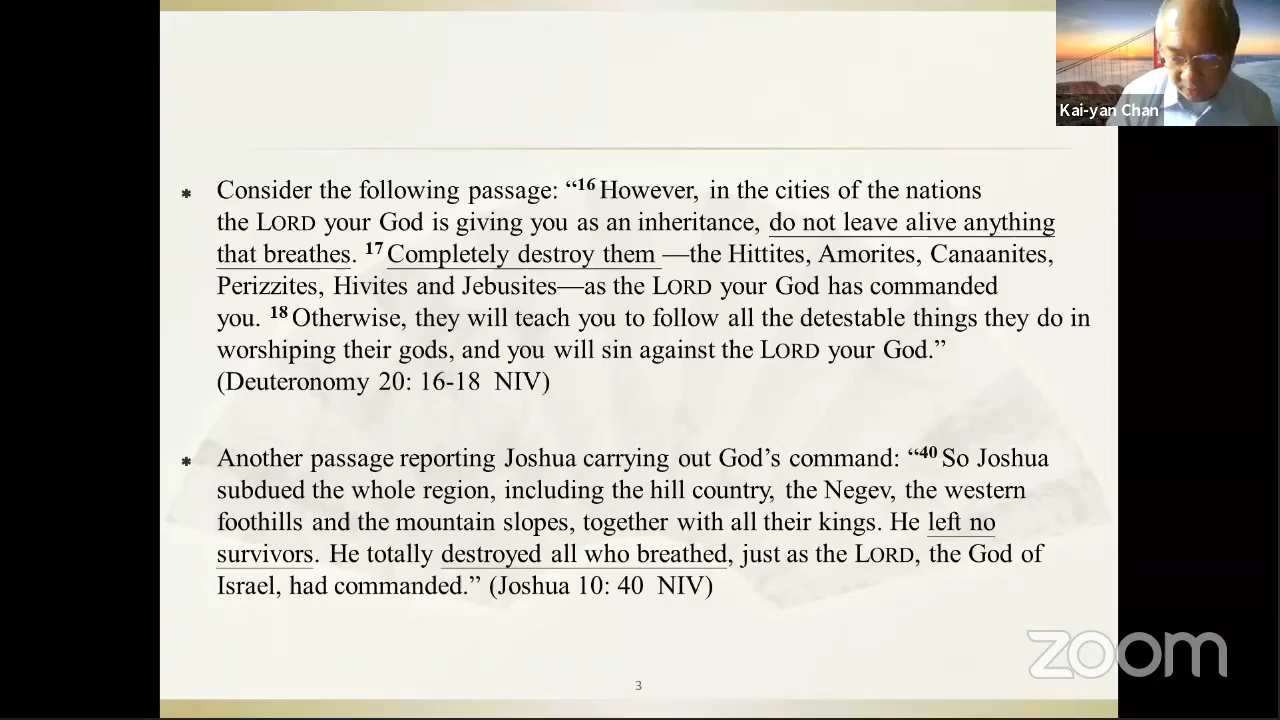 Kai-yan Chan
* Consider the following passage: “16 However, in the cities of the nations
the LORD your God is giving you as an inheritance, do not leave alive anything
that breathes. 17 Completely destroy them —the Hittites, Amorites, Canaanites,
Perizzites, Hivites and Jebusites—as the LORD your God has commanded
you. 18 Otherwise, they will teach you to follow all the detestable things they do in
worshiping their gods, and you will sin against the LORD your God.”
(Deuteronomy 20: 16-18 NIV)
* Another passage reporting Joshua carrying out God’s command: “40 So Joshua
subdued the whole region, including the hill country, the Negev, the western
foothills and the mountain slopes, together with all their kings. He left no
survivors. He totally destroyed all who breathed, just as the LORD, the God of
Israel, had commanded.” (Joshua 10: 40 NIV)
zoom
3